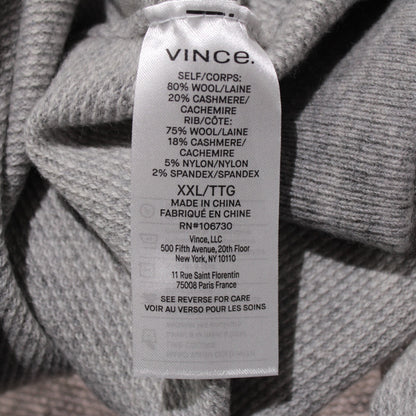 VINCE.
SELF/CORPS:
80% WOOL/LAINE
20% CASHMERE/
CACHEMIRE
RIB/CÔTE:
75% WOOL/LAINE
18% CASHMERE/
CACHEMIRE
5% NYLON/NYLON
2% SPANDEX/SPANDEX
XXL/TTG
MADE IN CHINA
FABRIQUÉ EN CHINE
RN#106730
Vince, LLC
500 Fifth Avenue, 20th Floor
New York, NY 10110
11 Rue Saint Florentin
75008 Paris France
SEE REVERSE FOR CARE
VOIR AU VERSO POUR LES SOINS